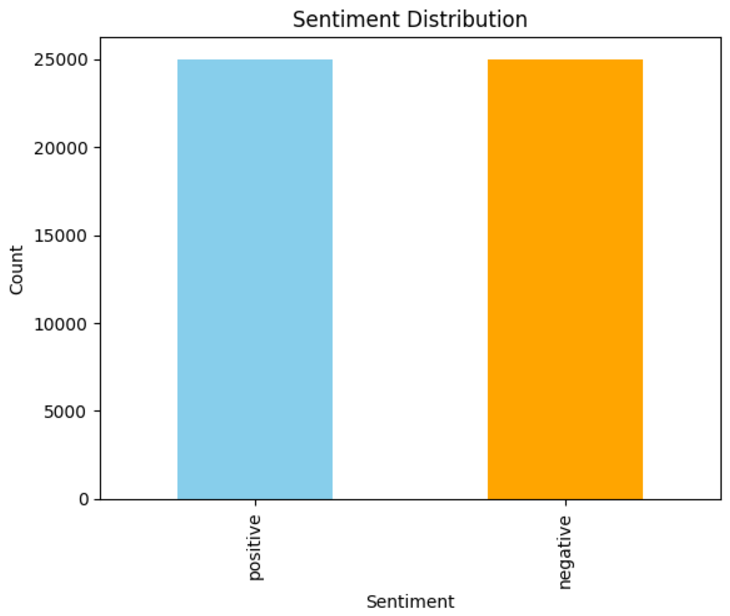 Sentiment Distribution
Count
25000
20000
15000
10000
5000
0
positive
negative
Sentiment